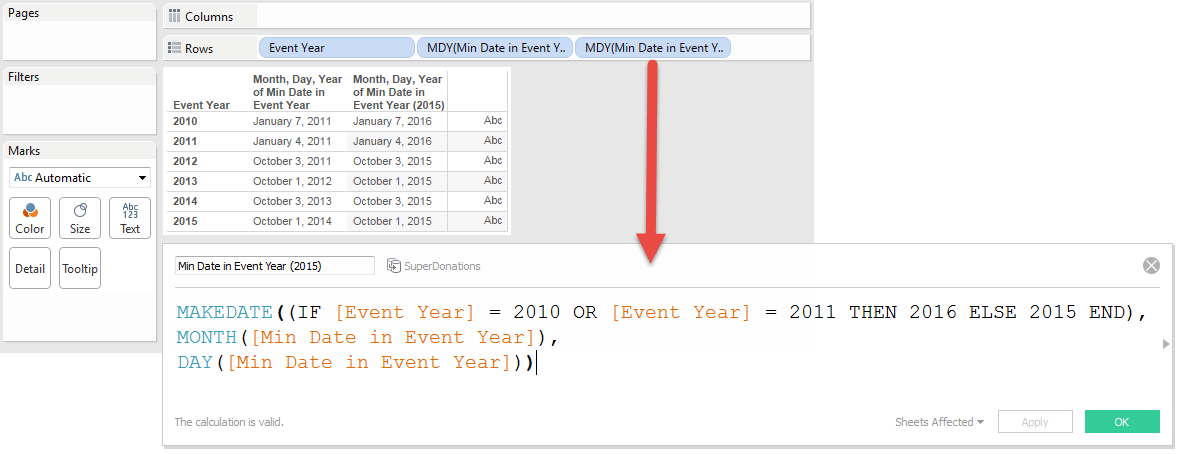 Pages
Columns
Rows
Event Year
MDY(Min Date in Event Y..
MDY(Min Date in Event Y..
Filters
Marks
Abc Automatic
Color
Size
Abc
123
Text
Detail
Tooltip
Event Year
Month, Day, Year
of Min Date in
Event Year
Month, Day, Year
of Min Date in
Event Year (2015)
2010 January 7, 2011 January 7, 2016 Abc
2011 January 4, 2011 January 4, 2016 Abc
2012 October 3, 2011 October 3, 2015 Abc
2013 October 1, 2012 October 1, 2015 Abc
2014 October 3, 2013 October 3, 2015 Abc
2015 October 1, 2014 October 1, 2015 Abc
Min Date in Event Year (2015)
SuperDonations
MAKEDATE((IF [Event Year] = 2010 OR [Event Year] = 2011 THEN 2016 ELSE 2015 END),
MONTH([Min Date in Event Year]),
DAY([Min Date in Event Year]))
The calculation is valid.
Sheets Affected
Apply
OK